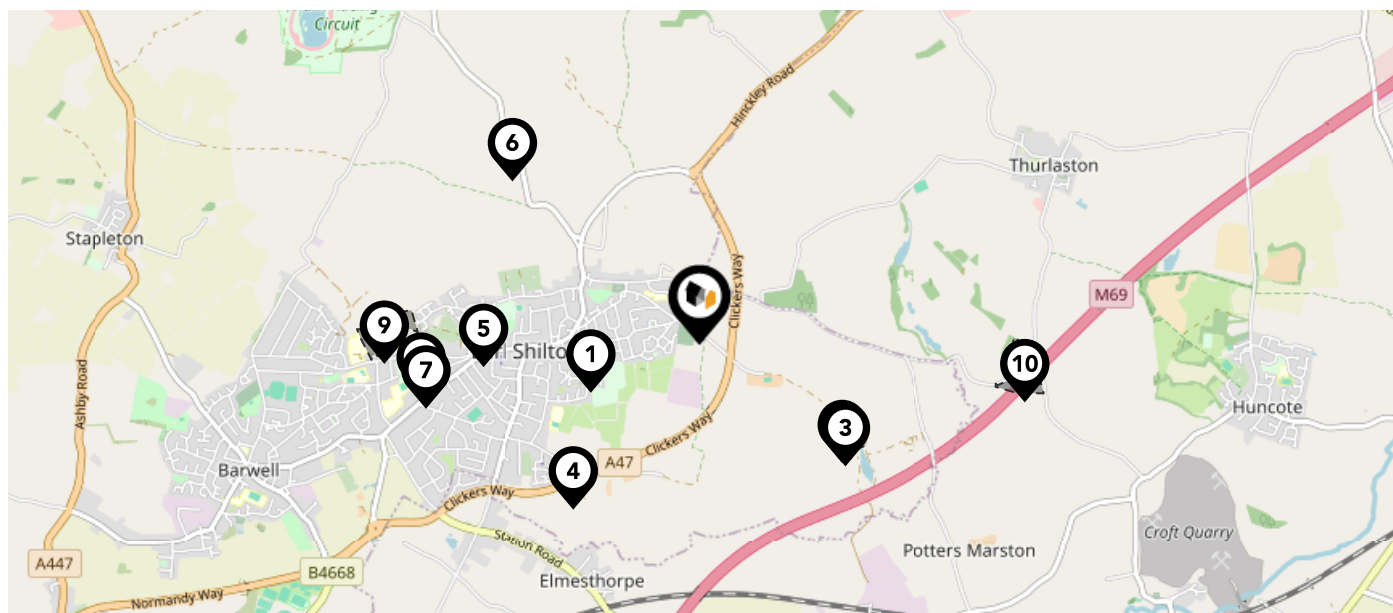 Circuit
Hinckley Road
6
Thurlaston
Stapleton
Clickers Way
M69
9
5
Shilton
1
7
10
Ashby Road
Huncote
3
Clickers Way
Barwell
4
A47
Clickers Way
Station Road
Croft Quarry
Potters Marston
A447
B4668
Elmesthorpe
Normandy Way